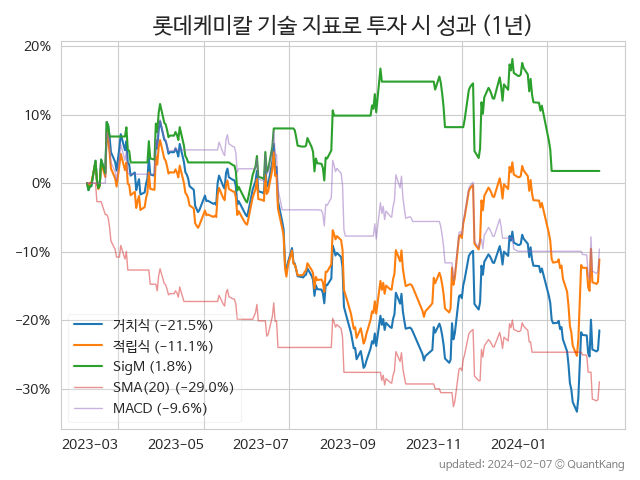 롯데케미칼 기술 지표로 투자 시 성과 (1년)
20%
10%
0%
−10%
−20%
−30%
거치식 (−21.5%)
적립식 (−11.1%)
SigM (1.8%)
SMA(20) (−29.0%)
MACD (−9.6%)
2023-03 2023-05 2023-07 2023-09 2023-11 2024-01
updated: 2024-02-07 © QuantKang